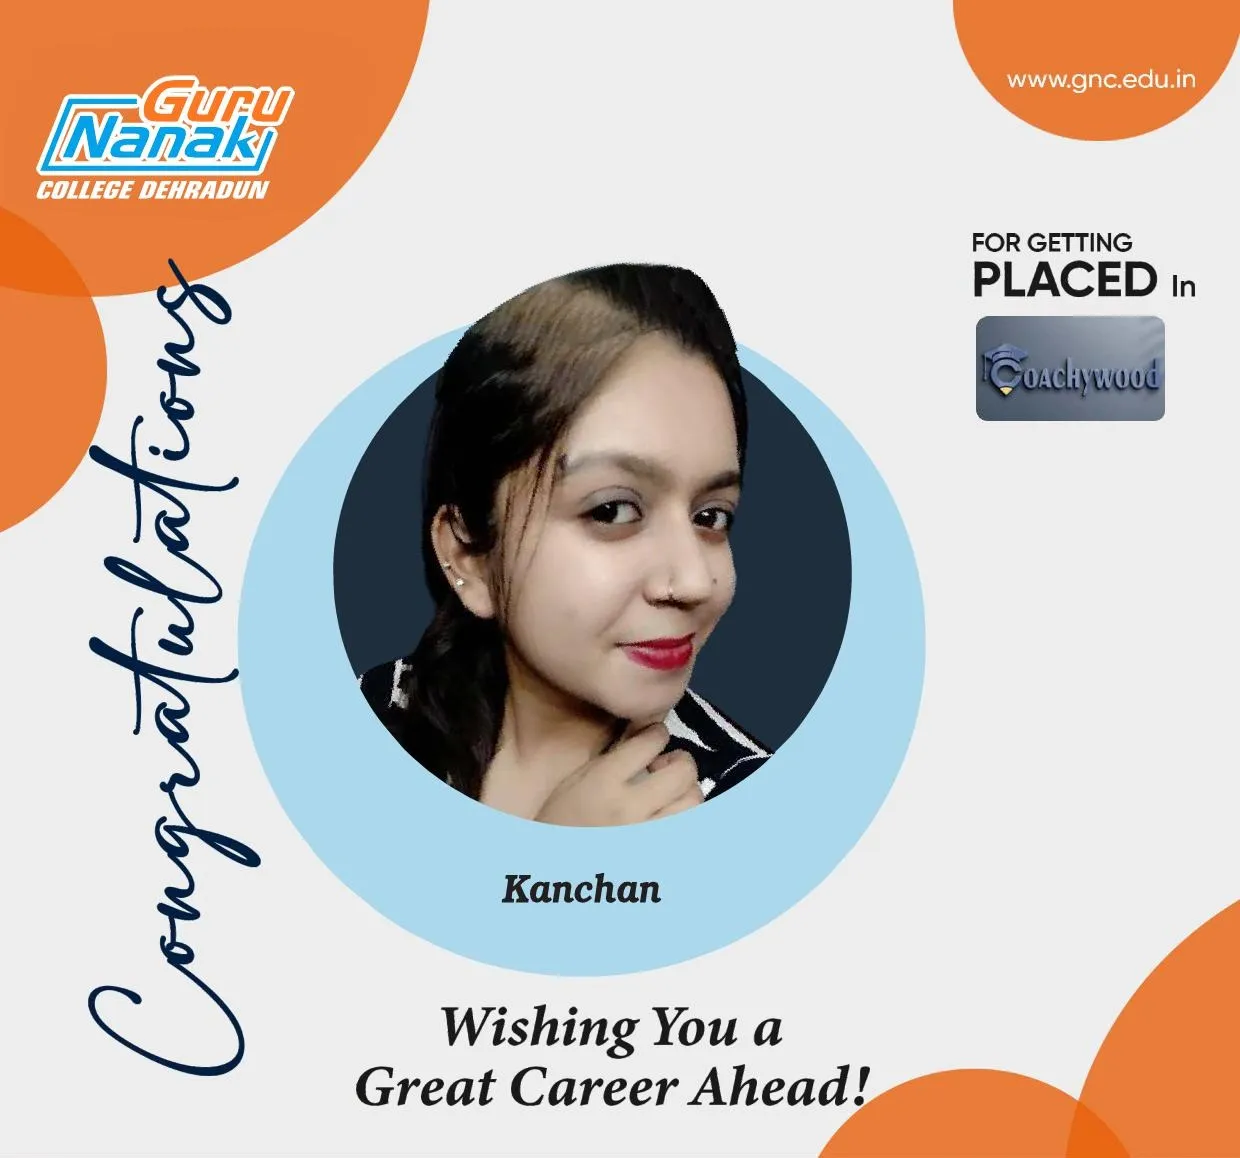 Guru
Nanak
COLLEGE DEHRADUN
www.gnc.edu.in
Congratulations
FOR GETTING
PLACED In
COACHYWOOD
Kanchan
Wishing You a
Great Career Ahead!